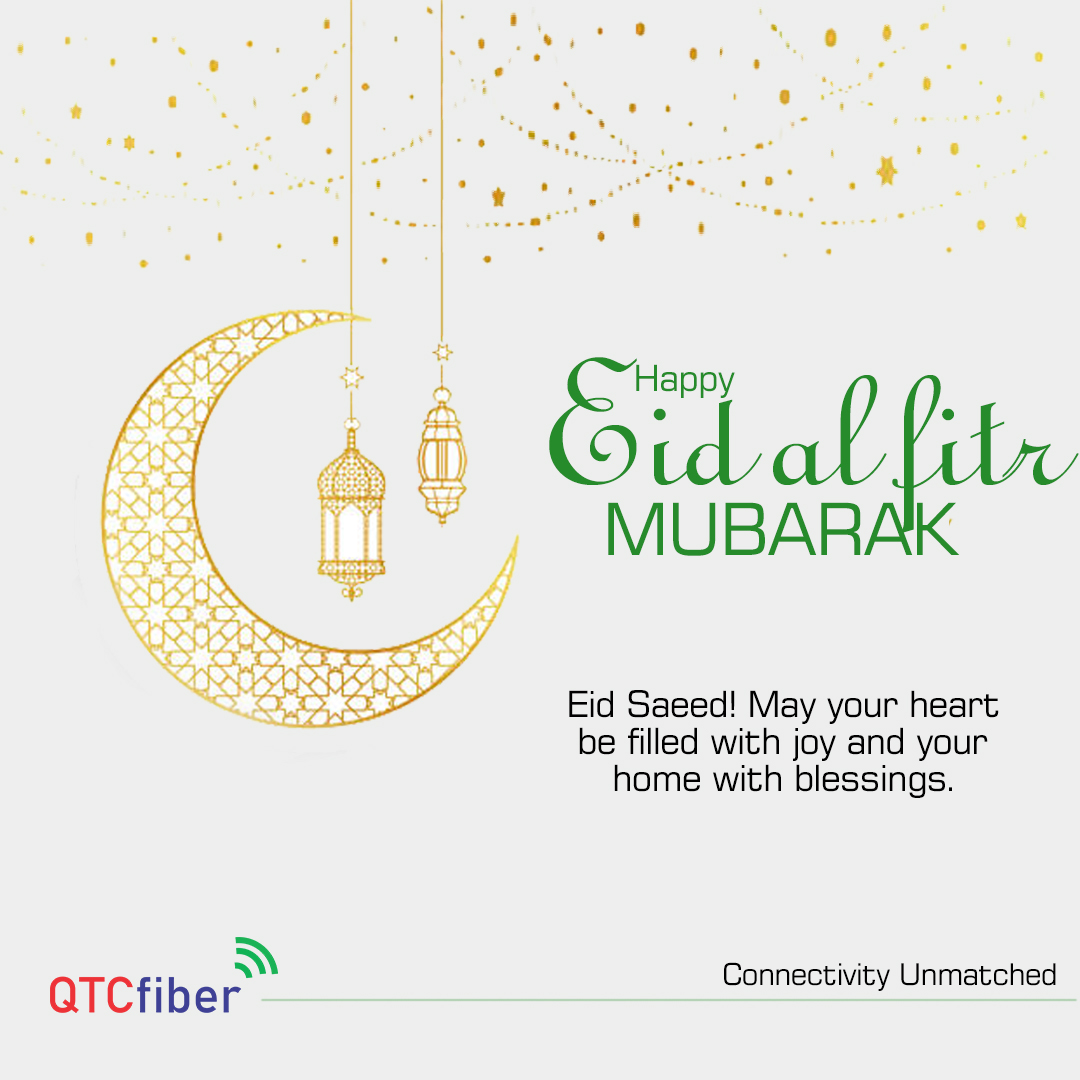 Happy
Eid al fitr
MUBARAK
Eid Saeed! May your heart
be filled with joy and your
home with blessings.
QTCfiber
Connectivity Unmatched